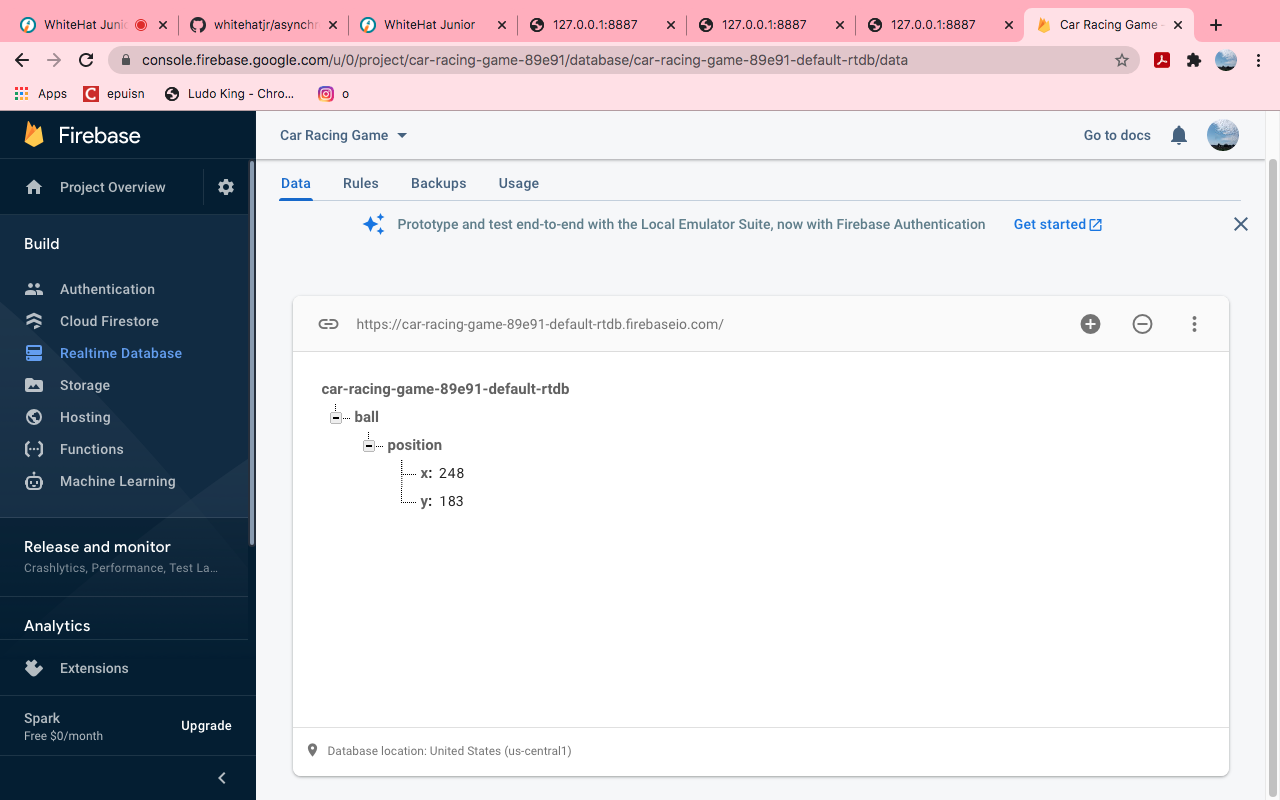 WhiteHat Juni
whitehatjr/asynchr
WhiteHat Junior
127.0.0.1:8887
127.0.0.1:8887
127.0.0.1:8887
Car Racing Game -
console.firebase.google.com/u/0/project/car-racing-game-89e91/database/car-racing-game-89e91-default-rtdb/data
Apps
epuisn
Ludo King - Chro...
o
Firebase
Car Racing Game
Go to docs
Project Overview
Data
Rules
Backups
Usage
Prototype and test end-to-end with the Local Emulator Suite, now with Firebase Authentication
Get started
Build
Authentication
Cloud Firestore
Realtime Database
Storage
Hosting
Functions
Machine Learning
https://car-racing-game-89e91-default-rtdb.firebaseio.com/
car-racing-game-89e91-default-rtdb
ball
position
x: 248
y: 183
Release and monitor
Crashlytics, Performance, Test La...
Analytics
Extensions
Spark
Free $0/month
Upgrade
Database location: United States (us-central1)